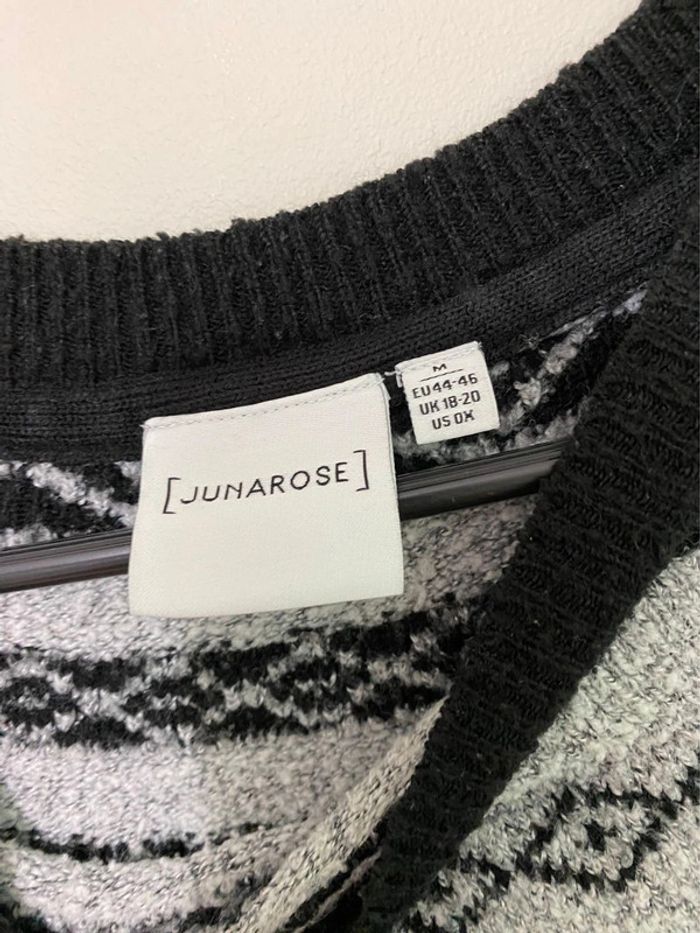 [JUNAROSE]
M
EU 44-46
UK 18-20
US 0X